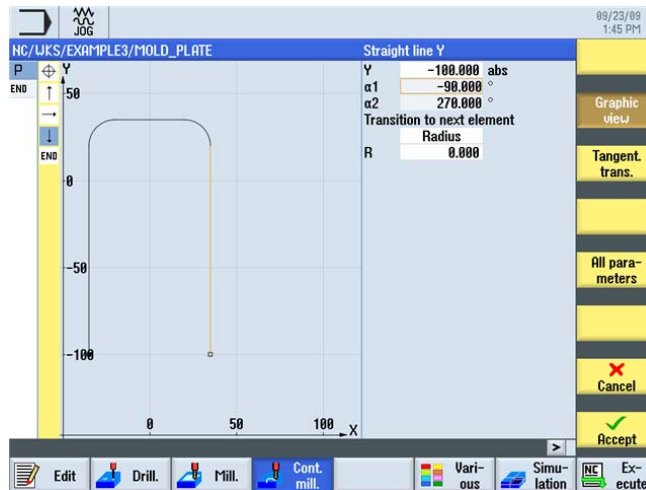 JOG
09/23/09
1:45 PM
NC/WKS/EXAMPLE3/MOLD_PLATE
Straight line Y
P
END
END
Y
50
0
-50
-100
0
50
100
X
Y -100.000 abs
α1 -90.000 °
α2 270.000 °
Transition to next element
Radius
R 0.000
Graphic
view
Tangent.
trans.
All para-
meters
Cancel
Accept
>
Edit
Drill.
Mill.
Cont.
mill.
Vari-
ous
Simu-
lation
NC
Ex-
ecute